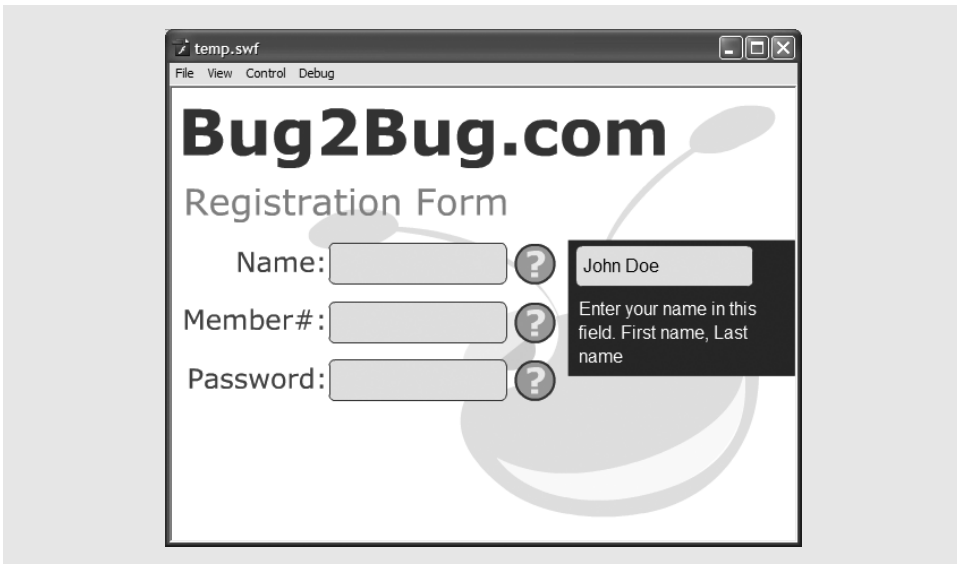 temp.swf
File View Control Debug
Bug2Bug.com
Registration Form
Name: ?
John Doe
Enter your name in this
field. First name, Last
name
Member#: ?
Password: ?